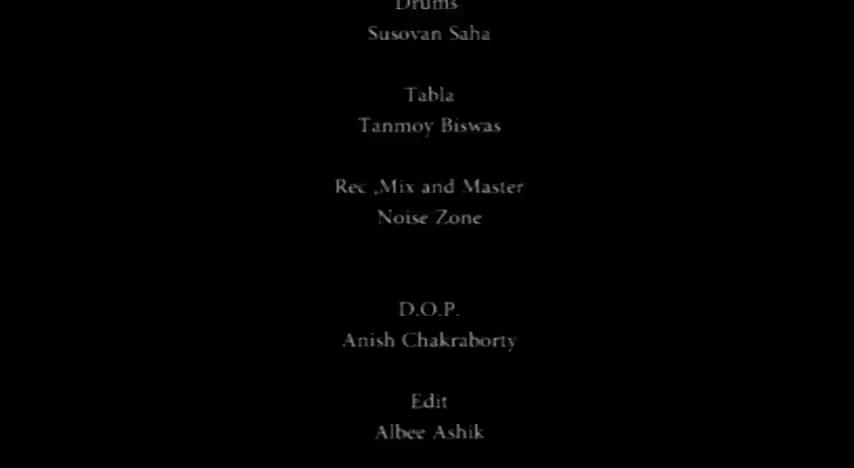 Drums
Susovan Saha
Tabla
Tanmoy Biswas
Rec ,Mix and Master
Noise Zone
D.O.P.
Anish Chakraborty
Edit
Albee Ashik